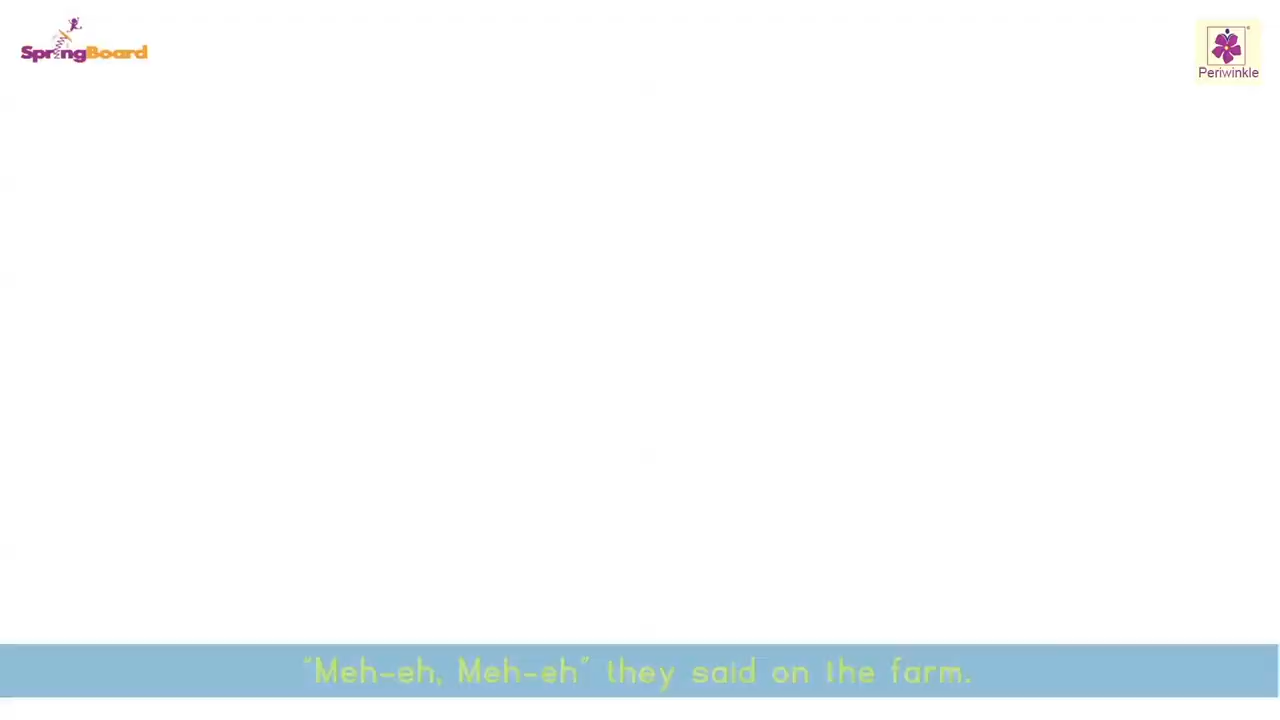 SpringBoard
Periwinkle
“Meh-eh, Meh-eh” they said on the farm.